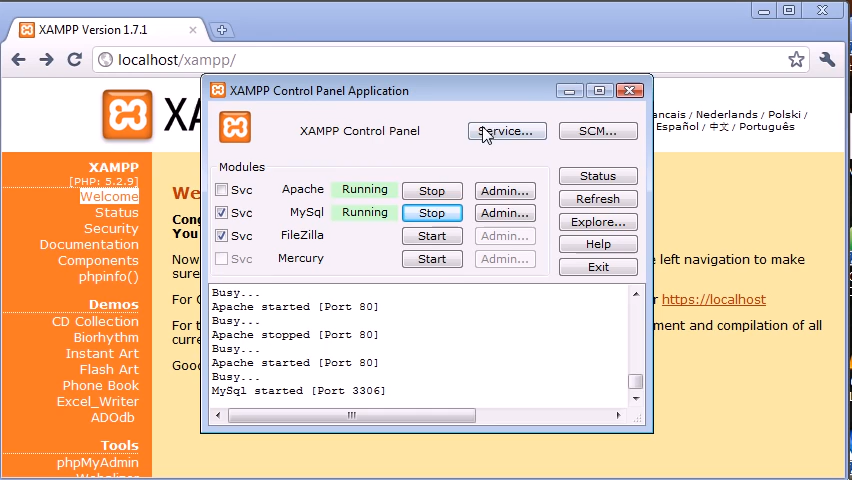 XAMPP Version 1.7.1
localhost/xampp/
XA
ancais / Nederlands / Polski /
Español / 中文 / Português
XAMPP
[PHP: 5.2.9]
Welcome
Status
Security
Documentation
Components
phpinfo()
Demos
CD Collection
Biorhythm
Instant Art
Flash Art
Phone Book
Excel_Writer
ADOdb
Tools
phpMyAdmin
We
Cong
You
Now
sure
For
For t
curre
Good
e left navigation to make
r https://localhost
ment and compilation of all
XAMPP Control Panel Application
XAMPP Control Panel
Service...
SCM...
Modules
Svc Apache Running Stop Admin...
Svc MySql Running Stop Admin...
Svc FileZilla Start Admin...
Svc Mercury Start Admin...
Status
Refresh
Explore...
Help
Exit
Busy...
Apache started [Port 80]
Busy...
Apache stopped [Port 80]
Busy...
Apache started [Port 80]
Busy...
MySql started [Port 3306]